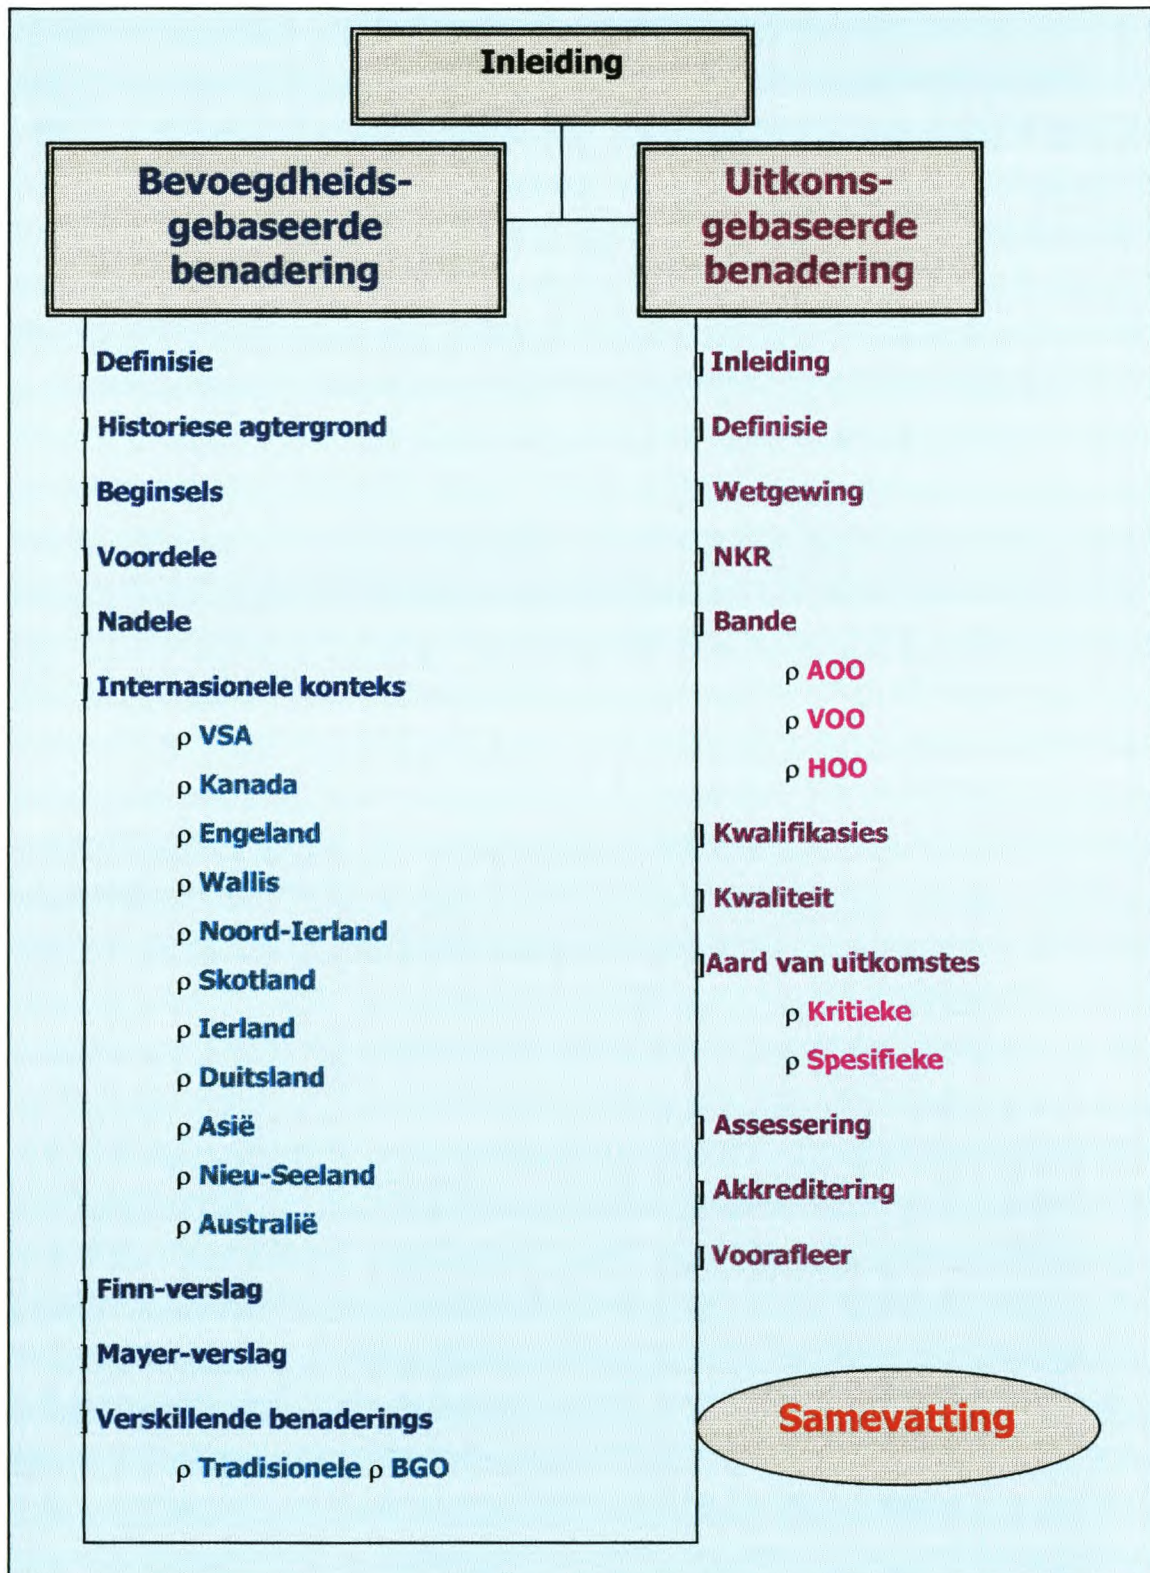 Inleiding
Bevoegdheids-
gebaseerde
benadering
Definisie
Historiese agtergrond
Beginsels
Voordele
Nadele
Internasionele konteks
ρ VSA
ρ Kanada
ρ Engeland
ρ Wallis
ρ Noord-Ierland
ρ Skotland
ρ Ierland
ρ Duitsland
ρ Asië
ρ Nieu-Seeland
ρ Australië
Finn-verslag
Mayer-verslag
Verskillende benaderings
ρ Tradisionele ρ BGO
Uitkoms-
gebaseerde
benadering
Inleiding
Definisie
Wetgewing
NKR
Bande
ρ AOO
ρ VOO
ρ HOO
Kwalifikasies
Kwaliteit
Aard van uitkomstes
ρ Kritieke
ρ Spesifieke
Assessering
Akkreditering
Voorafleer
Samevatting